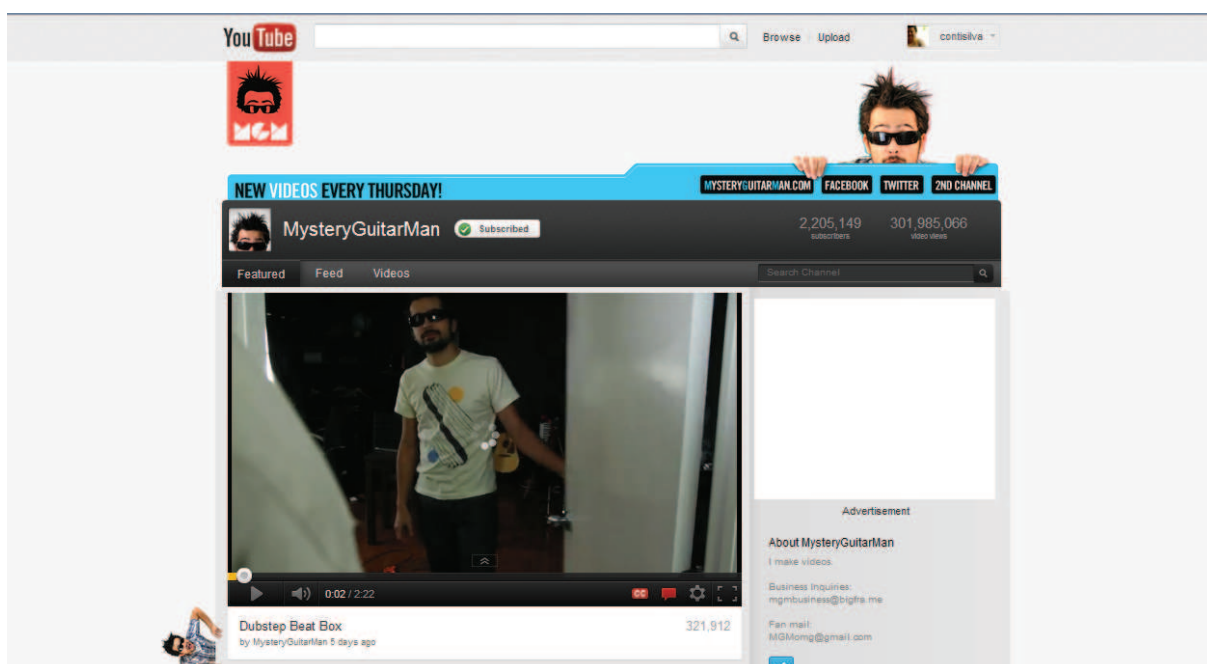 You Tube
Browse Upload contisilva
MGM
NEW VIDEOS EVERY THURSDAY!
MYSTERYGUITARMAN.COM FACEBOOK TWITTER 2ND CHANNEL
MysteryGuitarMan Subscribed
2,205,149 301,985,066
subscribers video views
Featured Feed Videos Search Channel
CC
0:02 / 2:22
Advertisement
About MysteryGuitarMan
I make videos
Business Inquiries:
mgmbusiness@bigfra.me
Dubstep Beat Box 321,912
by MysteryGuitarMan 5 days ago
Fan mail:
MGMomg@gmail.com